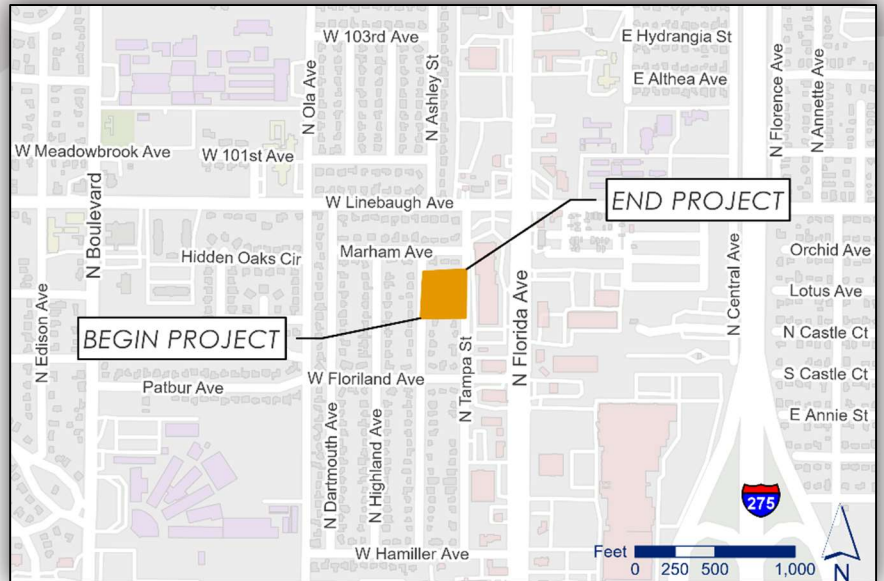 W 103rd Ave
E Hydrangia St
E Althea Ave
N Ola Ave
N Ashley St
N Florence Ave
N Annette Ave
W Meadowbrook Ave
W 101st Ave
N Boulevard
W Linebaugh Ave
END PROJECT
Hidden Oaks Cir
Marham Ave
Orchid Ave
N Central Ave
Lotus Ave
N Edison Ave
BEGIN PROJECT
N Florida Ave
N Castle Ct
N Tampa St
S Castle Ct
Patbur Ave
W Floriland Ave
E Annie St
N Dartmouth Ave
N Highland Ave
275
W Hamiller Ave
Feet
0 250 500 1,000
N